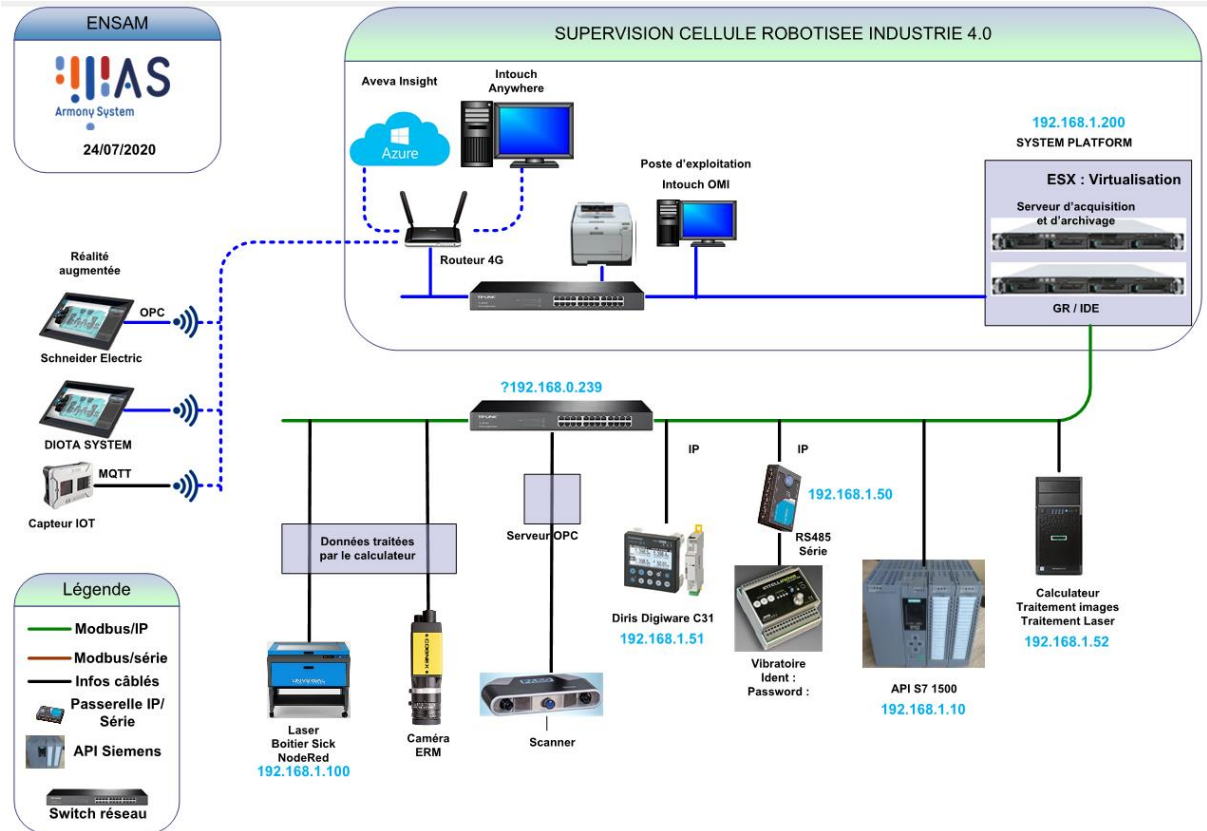 ENSAM
AS
Armony System
24/07/2020
SUPERVISION CELLULE ROBOTISEE INDUSTRIE 4.0
Aveva Insight
Intouch
Anywhere
Azure
Routeur 4G
Poste d'exploitation
Intouch OMI
192.168.1.200
SYSTEM PLATFORM
ESX : Virtualisation
Serveur d'acquisition
et d'archivage
GR / IDE
TP-LINK
Réalité
augmentée
OPC
Schneider Electric
DIOTA SYSTEM
MQTT
Capteur IOT
?192.168.0.239
TP-LINK
Données traitées
par le calculateur
Serveur OPC
IP
IP
192.168.1.50
RS485
Série
Diris Digiware C31
192.168.1.51
Vibratoire
Ident :
Password :
API S7 1500
192.168.1.10
Calculateur
Traitement images
Traitement Laser
192.168.1.52
UNIVERSAL
Laser
Boitier Sick
NodeRed
192.168.1.100
COGNEX
Caméra
ERM
Scanner
Légende
Modbus/IP
Modbus/série
Infos câblés
Passerelle IP/
Série
API Siemens
Switch réseau